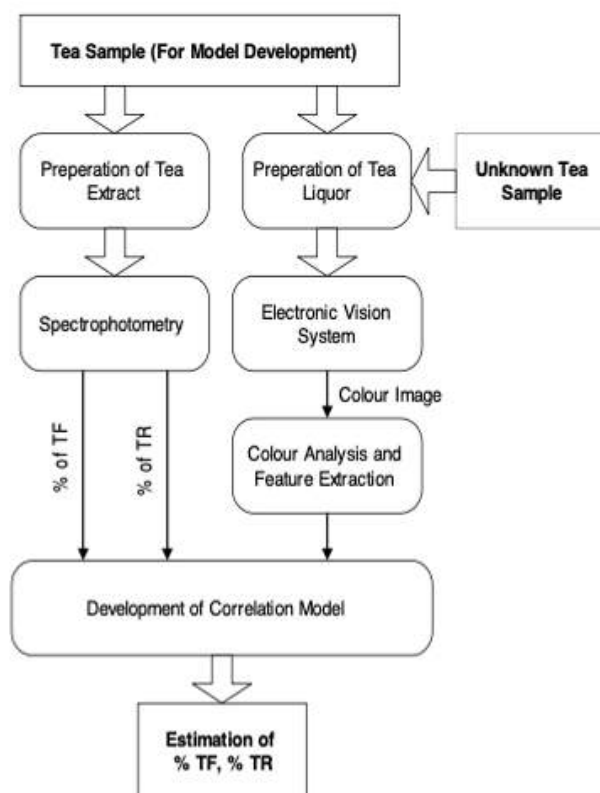 Tea Sample (For Model Development)
Preperation of Tea
Extract
Preperation of Tea
Liquor
Unknown Tea
Sample
Spectrophotometry
Electronic Vision
System
Colour Image
% of TF
% of TR
Colour Analysis and
Feature Extraction
Development of Correlation Model
Estimation of
% TF, % TR